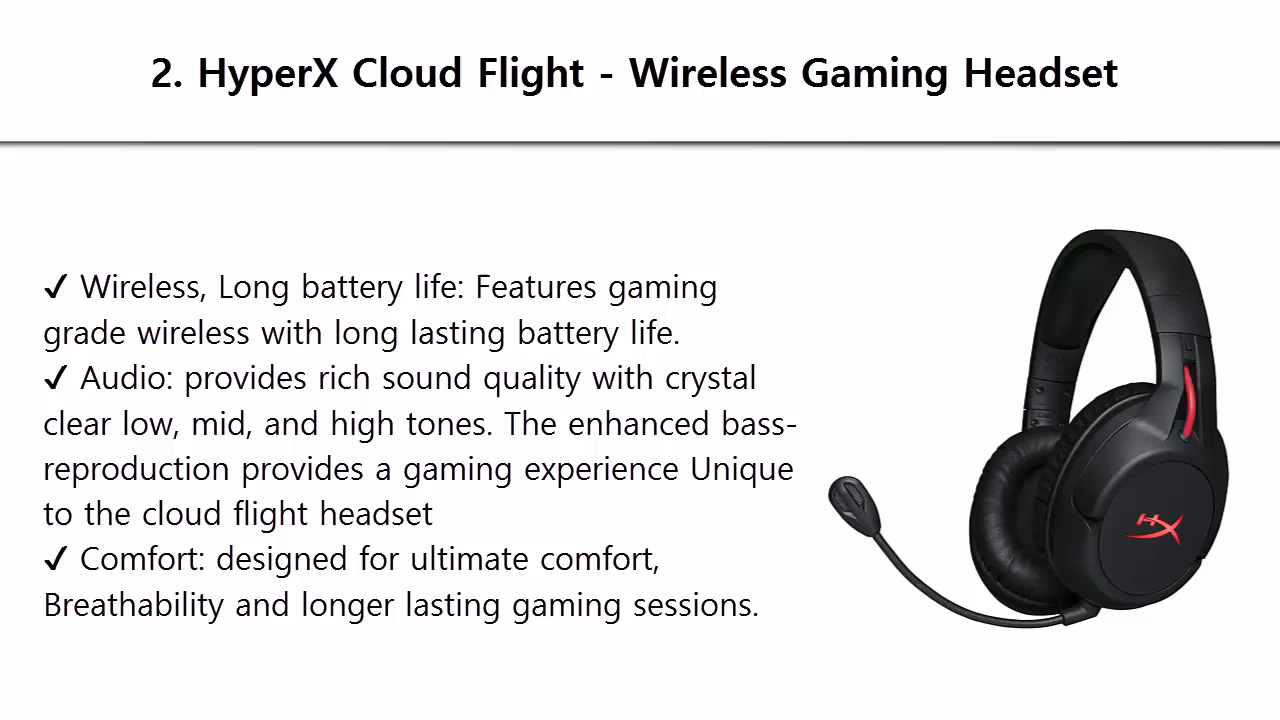 2. HyperX Cloud Flight - Wireless Gaming Headset
✓ Wireless, Long battery life: Features gaming
grade wireless with long lasting battery life.
✓ Audio: provides rich sound quality with crystal
clear low, mid, and high tones. The enhanced bass-
reproduction provides a gaming experience Unique
to the cloud flight headset
✓ Comfort: designed for ultimate comfort,
Breathability and longer lasting gaming sessions.
HX